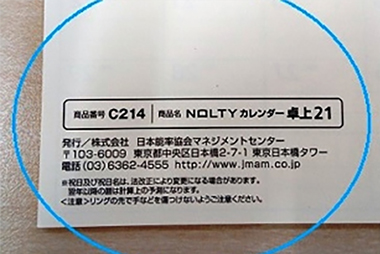 商品番号 C214 商品名 NOLTYカレンダー卓上21
発行/株式会社 日本能率協会マネジメントセンター
〒103-6009 東京都中央区日本橋2-7-1 東京日本橋タワー
電話(03)6362-4555 http://www.jmam.co.jp
※祝日及び祝日名は、法改正により変更になる場合があります。
翌年以降の暦は計算上の予測になります。
<注意>リングの先で手などを傷つけないようご注意ください。